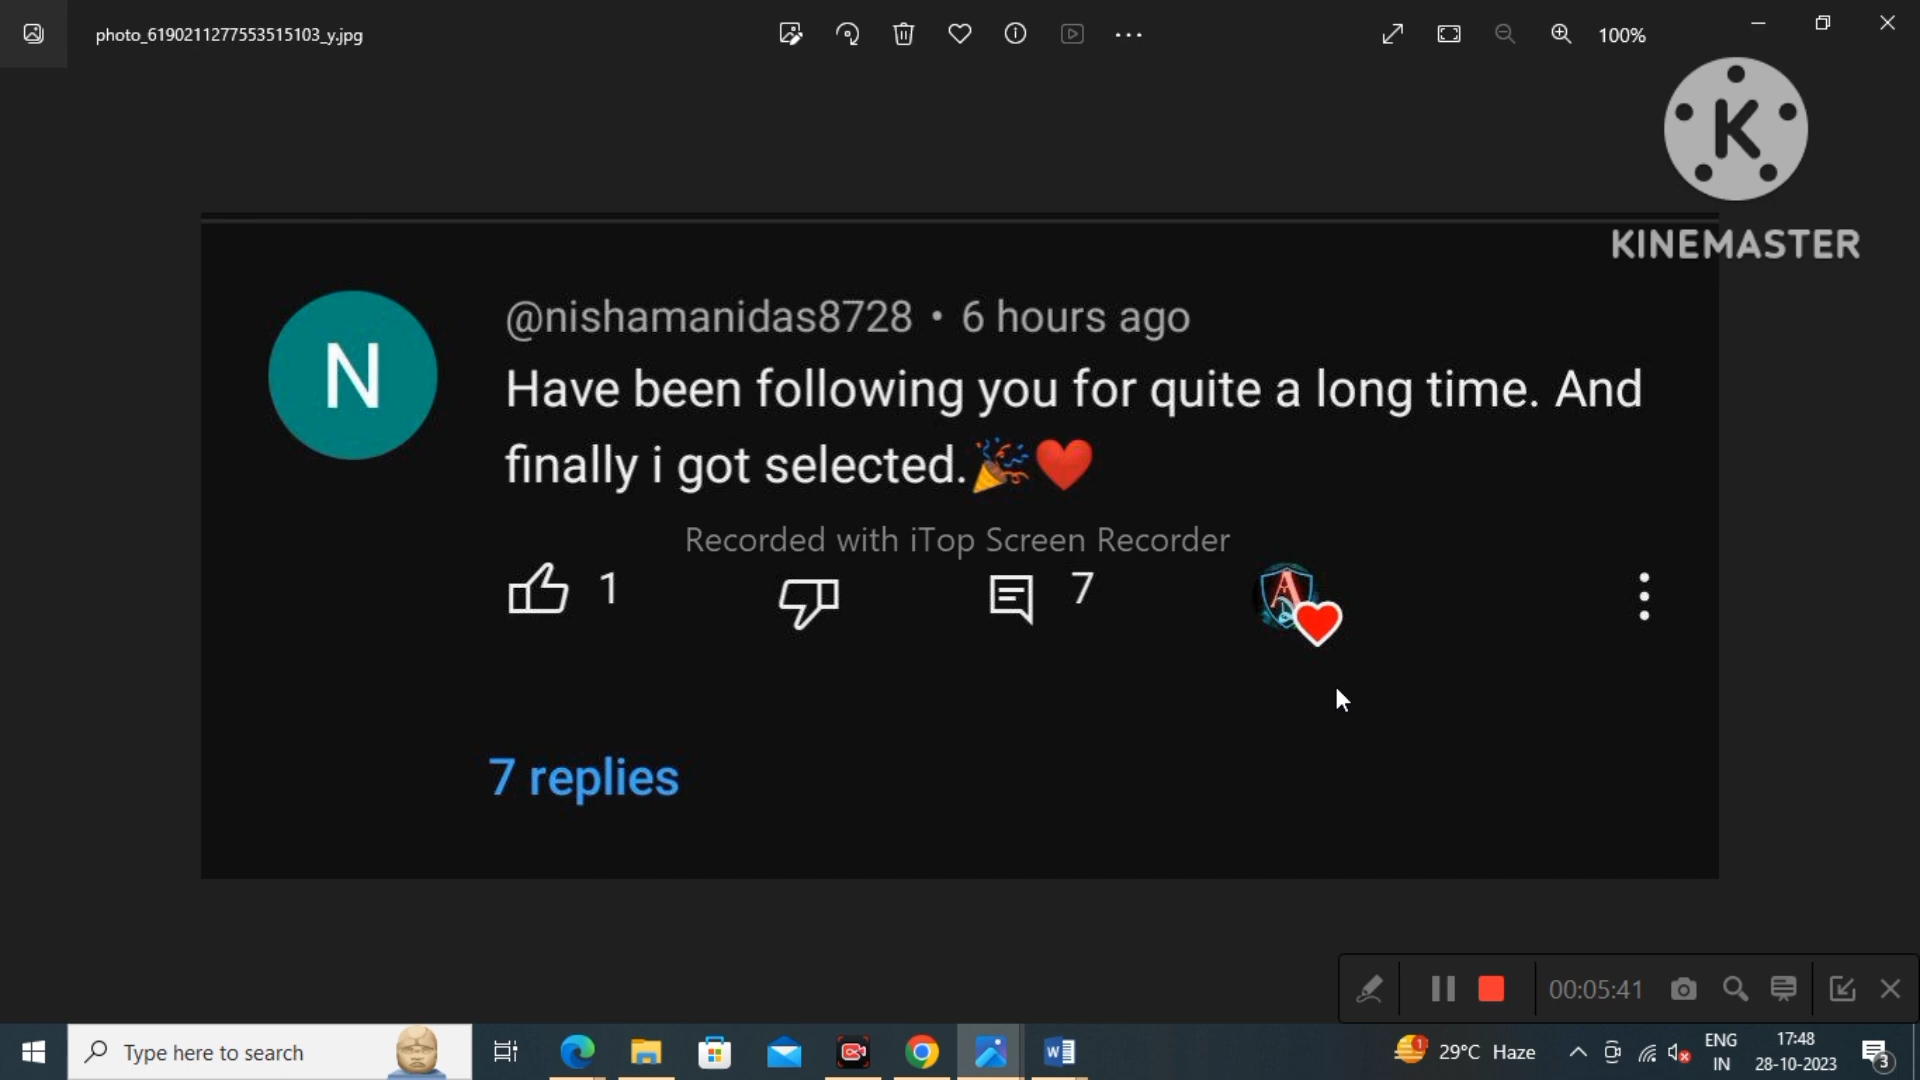 photo_6190211277553515103_y.jpg
100%
K
KINEMASTER
N
@nishamanidas8728 • 6 hours ago
Have been following you for quite a long time. And
finally i got selected.🎉❤️
Recorded with iTop Screen Recorder
1
7
A
7 replies
00:05:41
Type here to search
W
1
29°C Haze
ENG
IN
17:48
28-10-2023
3